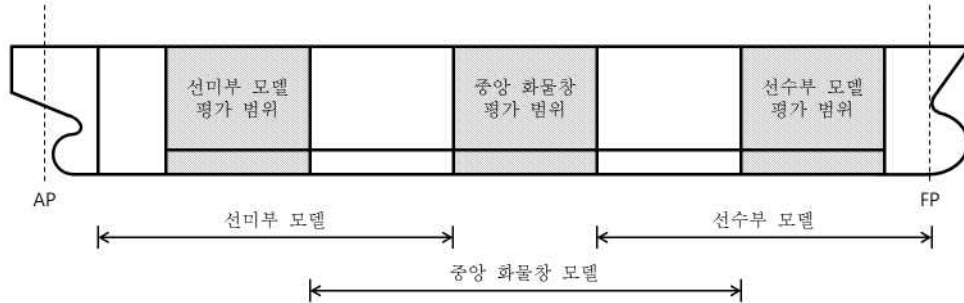 선미부 모델
평가 범위
중앙 화물창
평가 범위
선수부 모델
평가 범위
AP
FP
선미부 모델
선수부 모델
중앙 화물창 모델